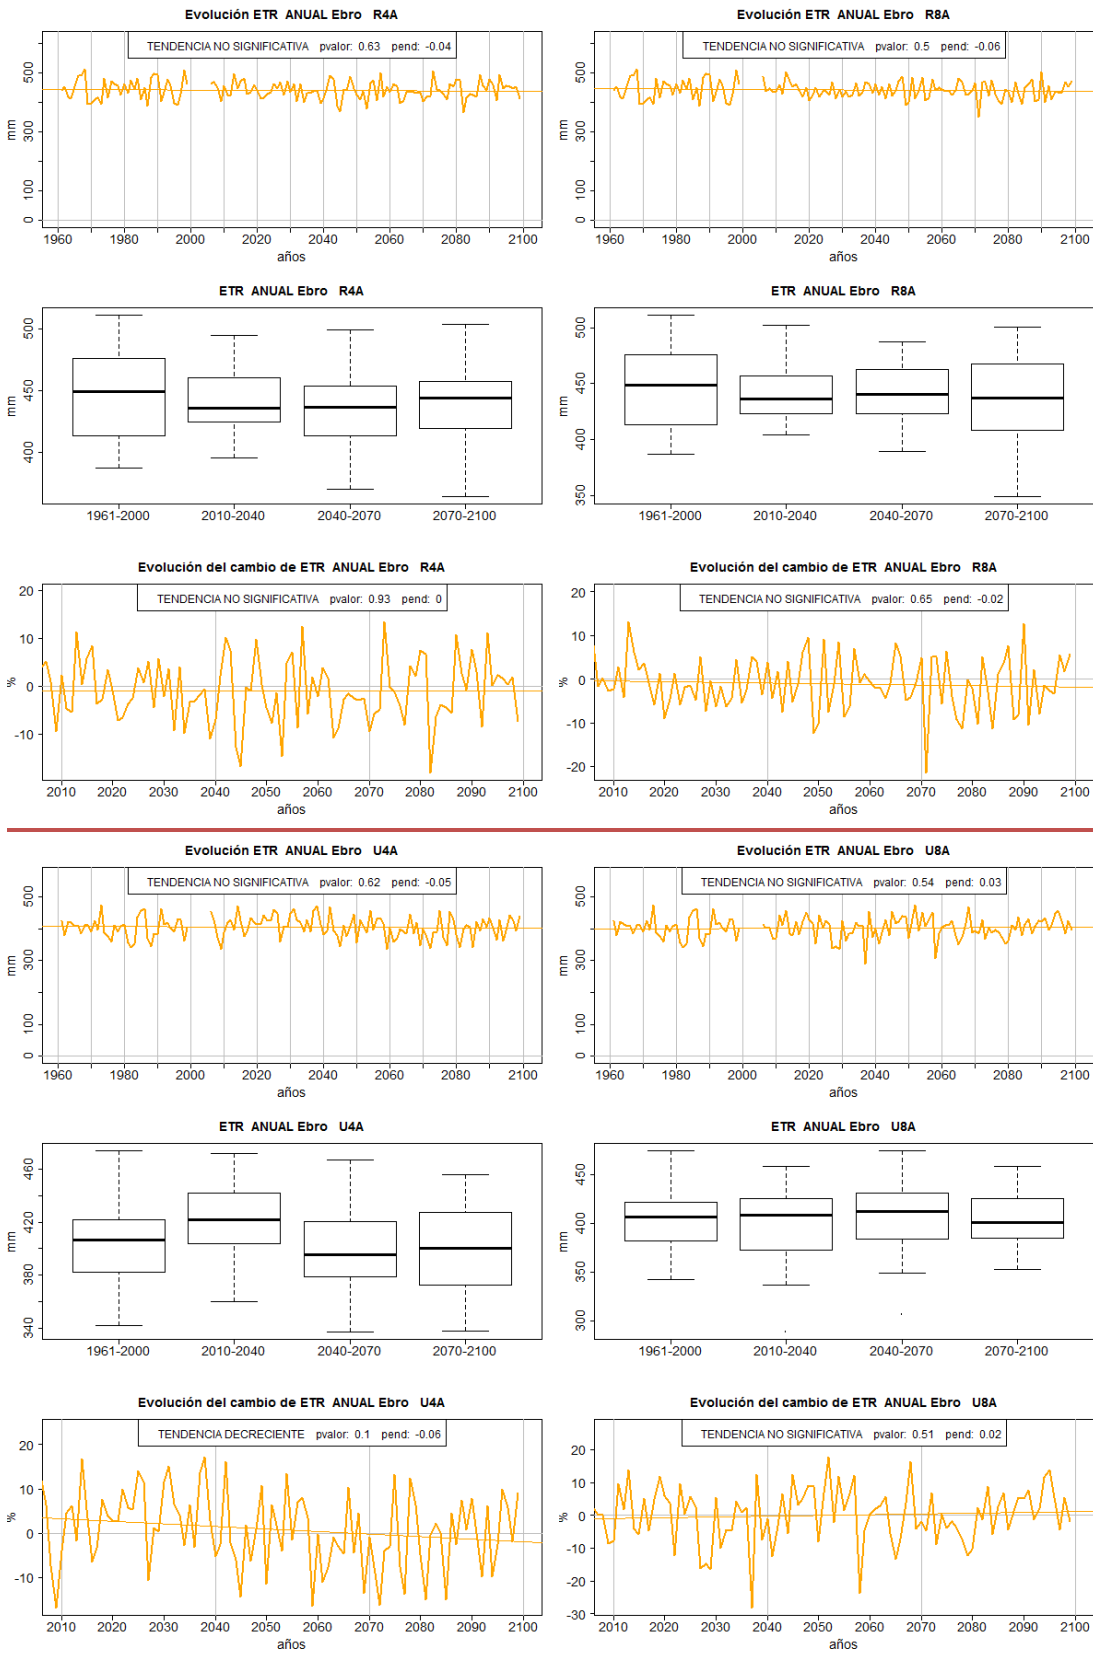 Evolución ETR ANUAL Ebro R4A
TENDENCIA NO SIGNIFICATIVA pvalor: 0.63 pend: -0.04
mm
500
300
100
0
1960 1980 2000 2020 2040 2060 2080 2100
años
Evolución ETR ANUAL Ebro R8A
TENDENCIA NO SIGNIFICATIVA pvalor: 0.5 pend: -0.06
mm
500
300
100
0
1960 1980 2000 2020 2040 2060 2080 2100
años
ETR ANUAL Ebro R4A
mm
500
450
400
1961-2000 2010-2040 2040-2070 2070-2100
ETR ANUAL Ebro R8A
mm
500
450
400
350
1961-2000 2010-2040 2040-2070 2070-2100
Evolución del cambio de ETR ANUAL Ebro R4A
TENDENCIA NO SIGNIFICATIVA pvalor: 0.93 pend: 0
%
20
10
0
-10
2010 2020 2030 2040 2050 2060 2070 2080 2090 2100
años
Evolución del cambio de ETR ANUAL Ebro R8A
TENDENCIA NO SIGNIFICATIVA pvalor: 0.65 pend: -0.02
%
20
10
0
-10
-20
2010 2020 2030 2040 2050 2060 2070 2080 2090 2100
años
Evolución ETR ANUAL Ebro U4A
TENDENCIA NO SIGNIFICATIVA pvalor: 0.62 pend: -0.05
mm
500
300
100
0
1960 1980 2000 2020 2040 2060 2080 2100
años
Evolución ETR ANUAL Ebro U8A
TENDENCIA NO SIGNIFICATIVA pvalor: 0.54 pend: 0.03
mm
500
300
100
0
1960 1980 2000 2020 2040 2060 2080 2100
años
ETR ANUAL Ebro U4A
mm
460
420
380
340
1961-2000 2010-2040 2040-2070 2070-2100
ETR ANUAL Ebro U8A
mm
450
400
350
300
1961-2000 2010-2040 2040-2070 2070-2100
Evolución del cambio de ETR ANUAL Ebro U4A
TENDENCIA DECRECIENTE pvalor: 0.1 pend: -0.06
%
20
10
0
-10
2010 2020 2030 2040 2050 2060 2070 2080 2090 2100
años
Evolución del cambio de ETR ANUAL Ebro U8A
TENDENCIA NO SIGNIFICATIVA pvalor: 0.51 pend: 0.02
%
20
10
0
-10
-20
-30
2010 2020 2030 2040 2050 2060 2070 2080 2090 2100
años